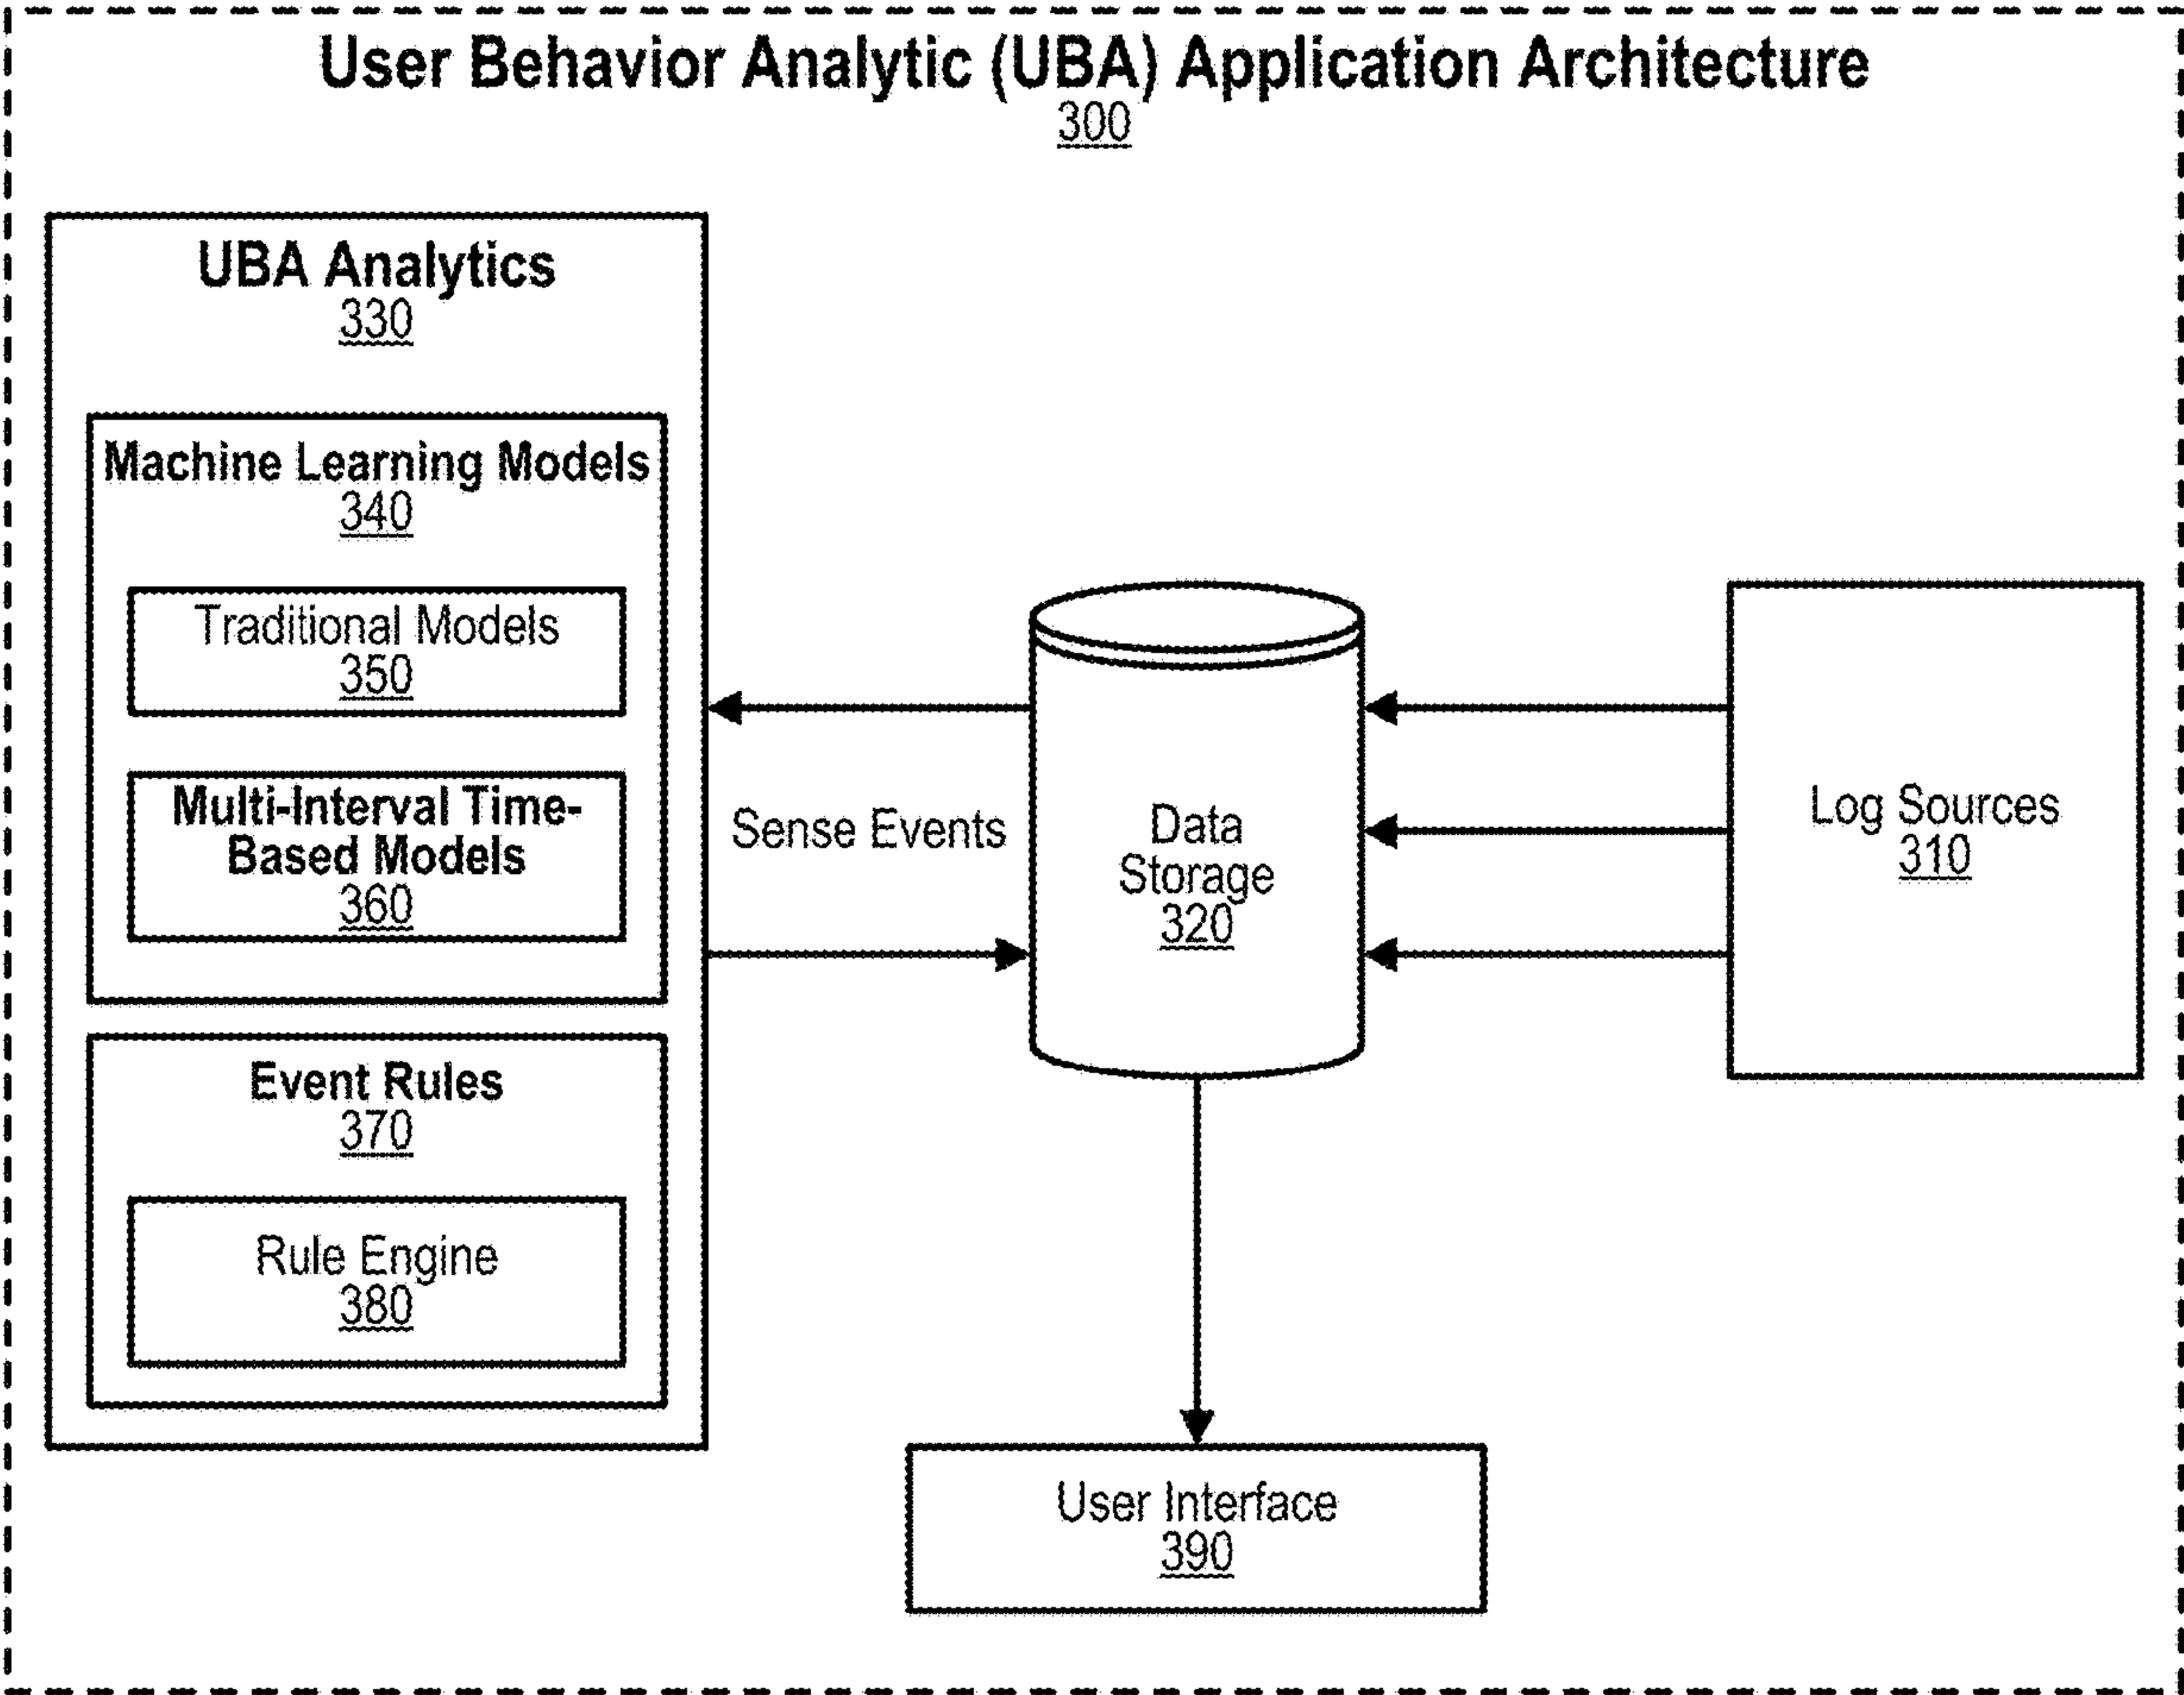 User Behavior Analytic (UBA) Application Architecture
300
UBA Analytics
330
Machine Learning Models
340
Traditional Models
350
Multi-Interval Time-
Based Models
360
Event Rules
370
Rule Engine
380
Sense Events
Data
Storage
320
Log Sources
310
User Interface
390